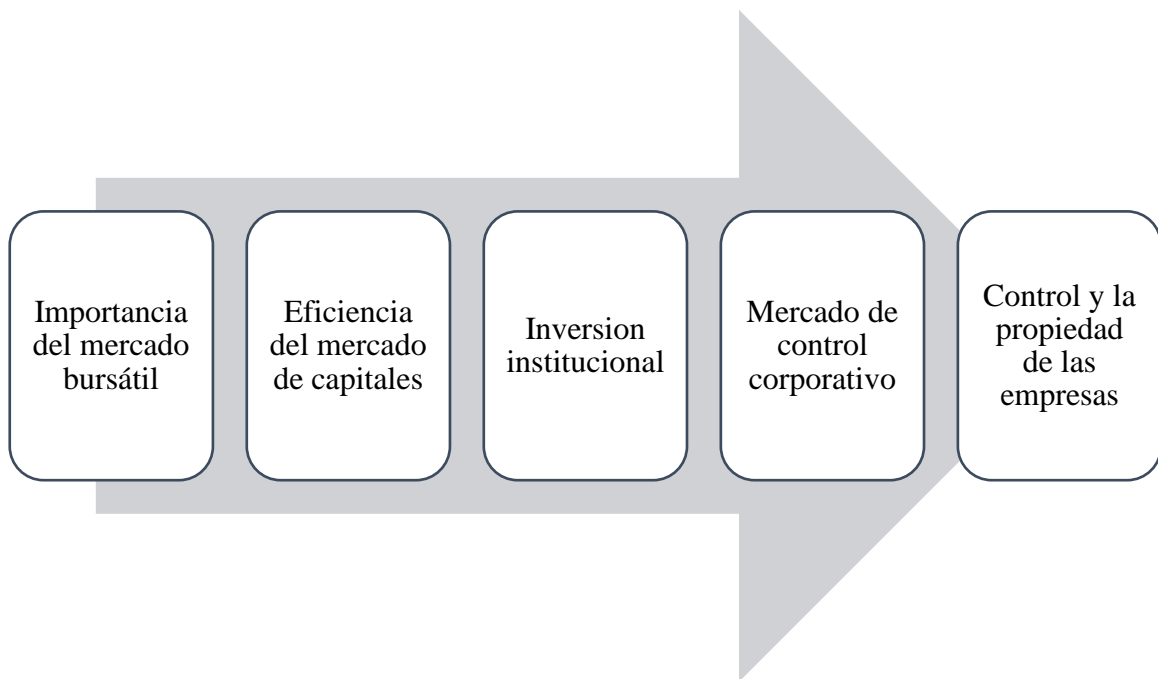 Importancia
del mercado
bursátil
Eficiencia
del mercado
de capitales
Inversion
institucional
Mercado de
control
corporativo
Control y la
propiedad
de las
empresas